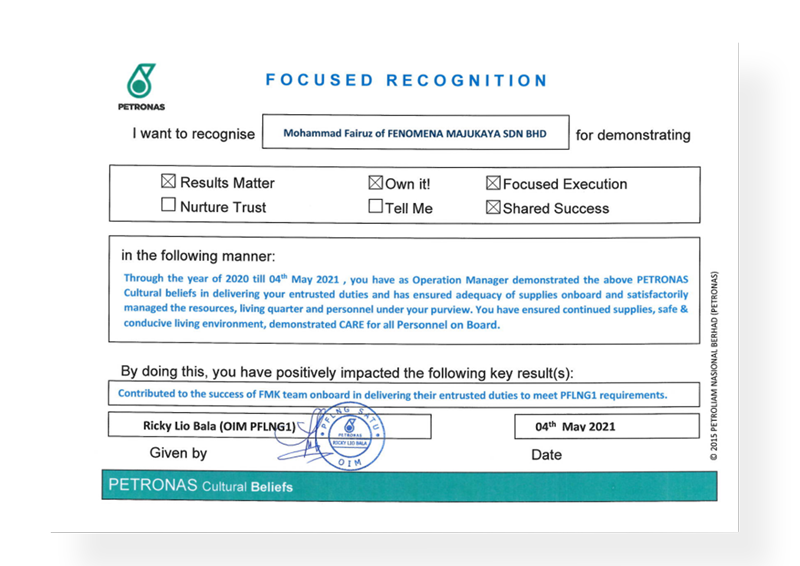 FOCUSED RECOGNITION
PETRONAS
I want to recognise Mohammad Fairuz of FENOMENA MAJUKAYA SDN BHD for demonstrating
☒ Results Matter ☒ Own it! ☒ Focused Execution
☐ Nurture Trust ☐ Tell Me ☒ Shared Success
in the following manner:
Through the year of 2020 till 04th May 2021 , you have as Operation Manager demonstrated the above PETRONAS
Cultural beliefs in delivering your entrusted duties and has ensured adequacy of supplies onboard and satisfactorily
managed the resources, living quarter and personnel under your purview. You have ensured continued supplies, safe &
conducive living environment, demonstrated CARE for all Personnel on Board.
By doing this, you have positively impacted the following key result(s):
Contributed to the success of FMK team onboard in delivering their entrusted duties to meet PFLNG1 requirements.
Ricky Lio Bala (OIM PFLNG1)
04th May 2021
PFLNG SATU
PETRONAS
RICKY LIO BALA
OIM
Given by
Date
PETRONAS Cultural Beliefs
© 2015 PETROLIAM NASIONAL BERHAD (PETRONAS)